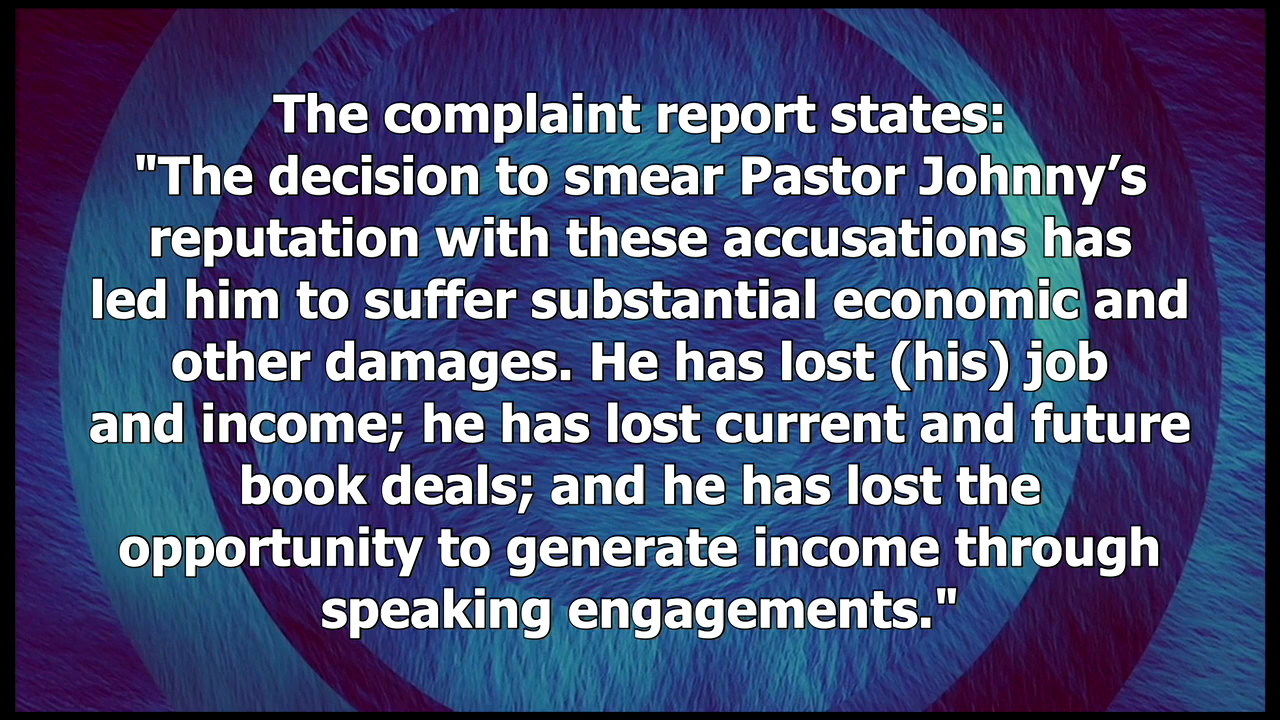 The complaint report states:
"The decision to smear Pastor Johnny’s
reputation with these accusations has
led him to suffer substantial economic and
other damages. He has lost (his) job
and income; he has lost current and future
book deals; and he has lost the
opportunity to generate income through
speaking engagements."